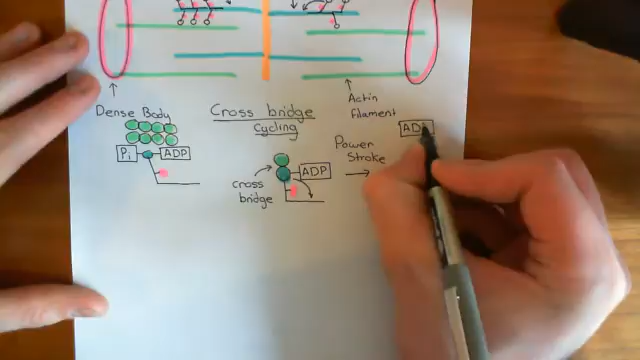 Dense Body
Actin
Filament
Cross bridge
Cycling
Pi
ADP
cross
bridge
ADP
Power
Stroke